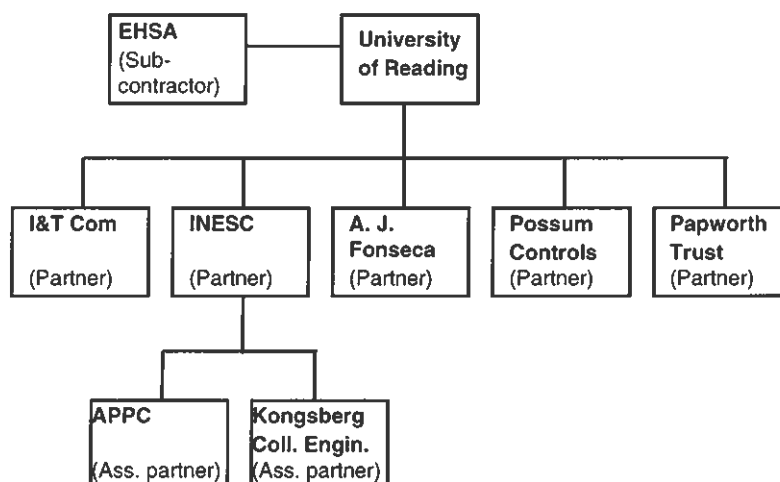 EHSA
(Sub-
contractor)
University
of Reading
I&T Com
(Partner)
INESC
(Partner)
A. J.
Fonseca
(Partner)
Possum
Controls
(Partner)
Papworth
Trust
(Partner)
APPC
(Ass. partner)
Kongsberg
Coll. Engin.
(Ass. partner)